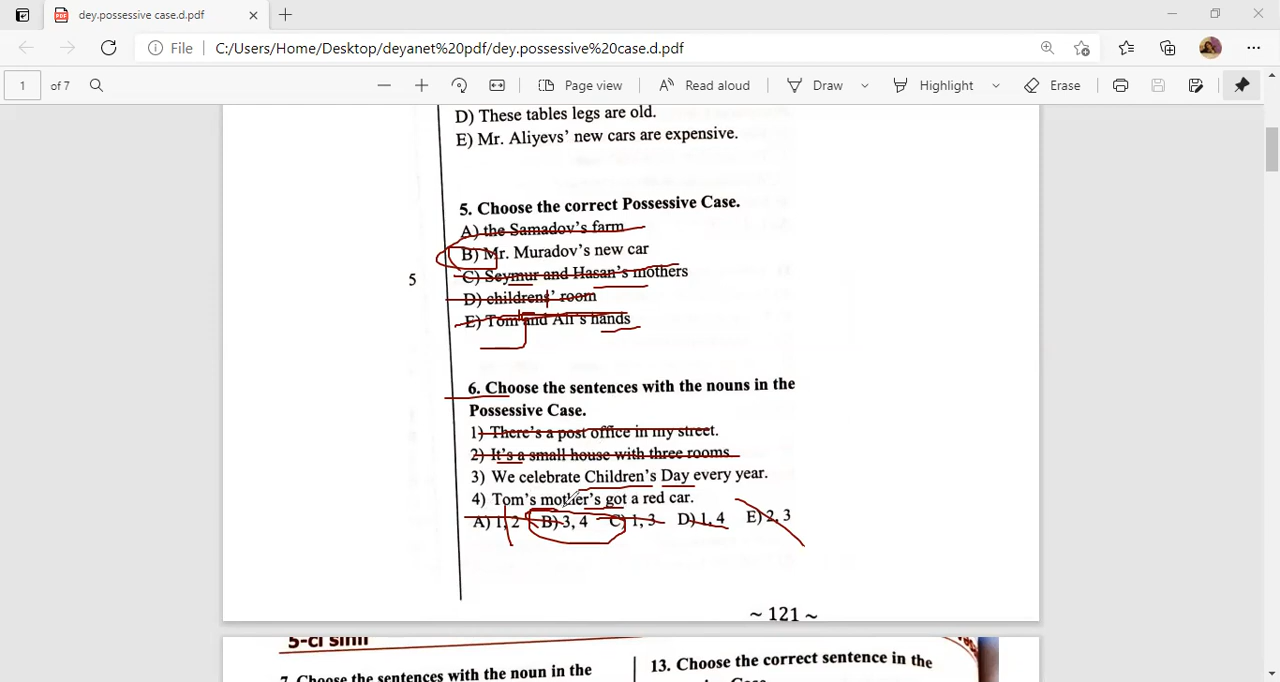 dey.possessive case.d.pdf
File C:/Users/Home/Desktop/deyanet%20pdf/dey.possessive%20case.d.pdf
1 of 7 Page view Read aloud Draw Highlight Erase
D) These tables legs are old.
E) Mr. Aliyevs’ new cars are expensive.
5. Choose the correct Possessive Case.
A) the Samadov’s farm
B) Mr. Muradov’s new car
C) Seymur and Hasan’s mothers
D) childrens’ room
E) Tom and Ali’s hands
5
6. Choose the sentences with the nouns in the
Possessive Case.
1) There’s a post office in my street.
2) It’s a small house with three rooms
3) We celebrate Children’s Day every year.
4) Tom’s mother’s got a red car.
A) 1, 2 B) 3, 4 C) 1, 3 D) 1, 4 E) 2, 3
~ 121 ~
5-ci sinif
7. Choose the sentences with the noun in the
13. Choose the correct sentence in the
Case.